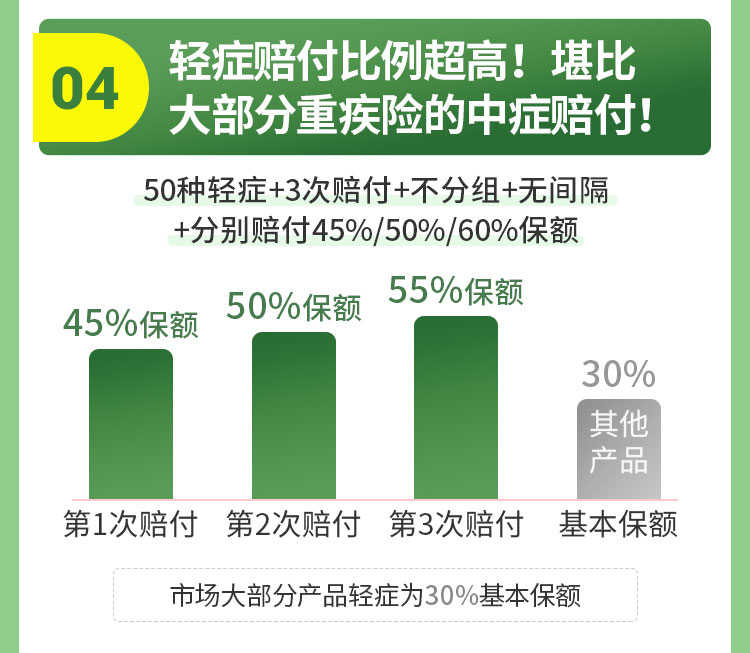 04
轻症赔付比例超高！堪比
大部分重疾险的中症赔付！
50种轻症+3次赔付+不分组+无间隔
+分别赔付45%/50%/60%保额
45%保额
50%保额
55%保额
30%
其他
产品
第1次赔付
第2次赔付
第3次赔付
基本保额
市场大部分产品轻症为30%基本保额